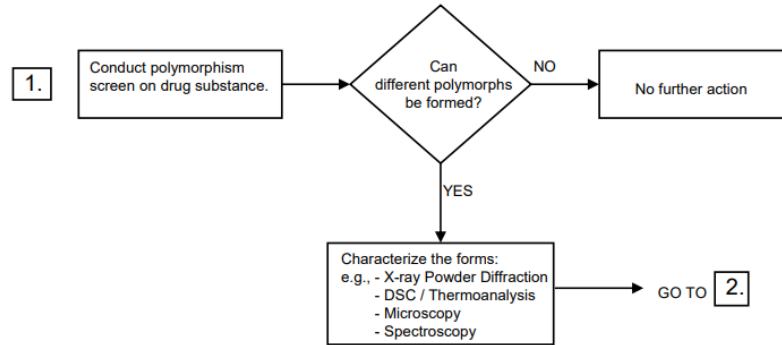 1.
Conduct polymorphism
screen on drug substance.
Can
different polymorphs
be formed?
NO
No further action
YES
Characterize the forms:
e.g., - X-ray Powder Diffraction
- DSC / Thermoanalysis
- Microscopy
- Spectroscopy
GO TO 2.